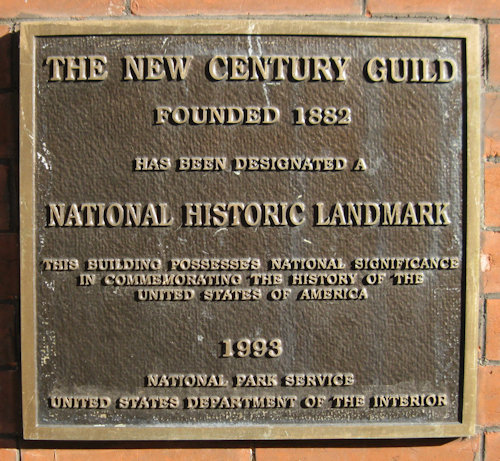 THE NEW CENTURY GUILD
FOUNDED 1882
HAS BEEN DESIGNATED A
NATIONAL HISTORIC LANDMARK
THIS BUILDING POSSESSES NATIONAL SIGNIFICANCE
IN COMMEMORATING THE HISTORY OF THE
UNITED STATES OF AMERICA
1993
NATIONAL PARK SERVICE
UNITED STATES DEPARTMENT OF THE INTERIOR